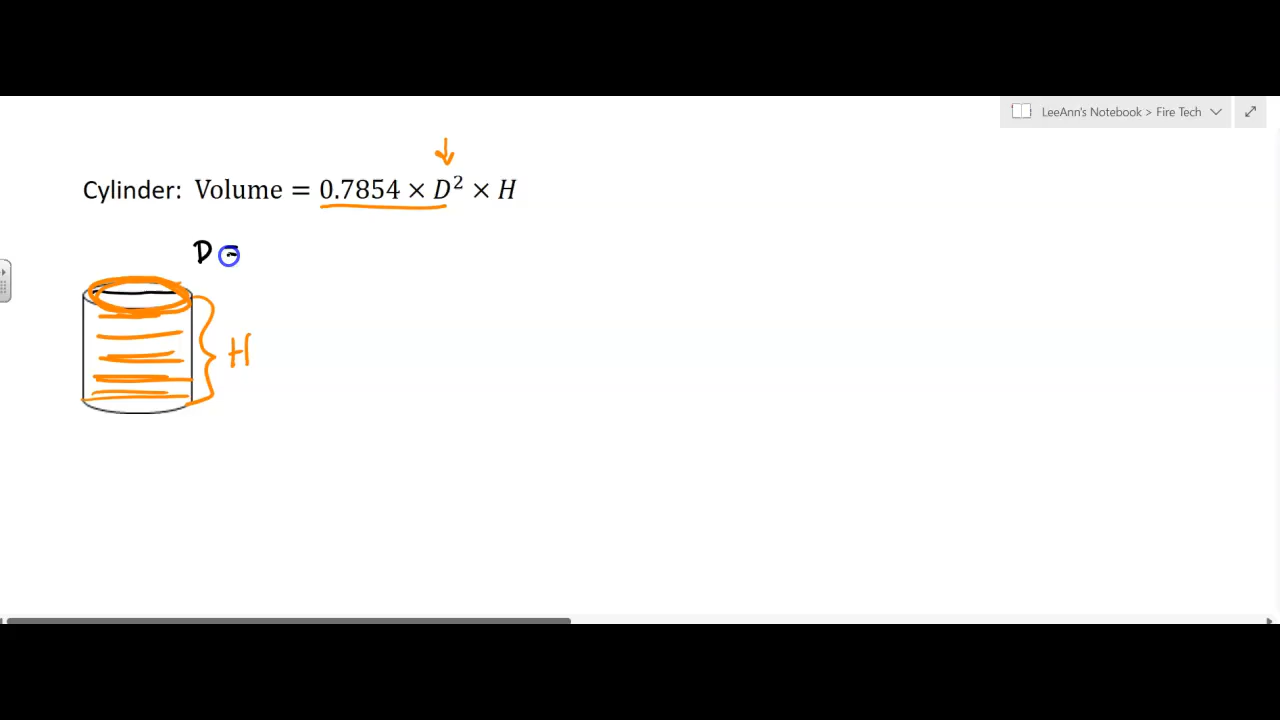 LeeAnn's Notebook > Fire Tech
Cylinder: Volume = 0.7854 × D² × H
D =
H